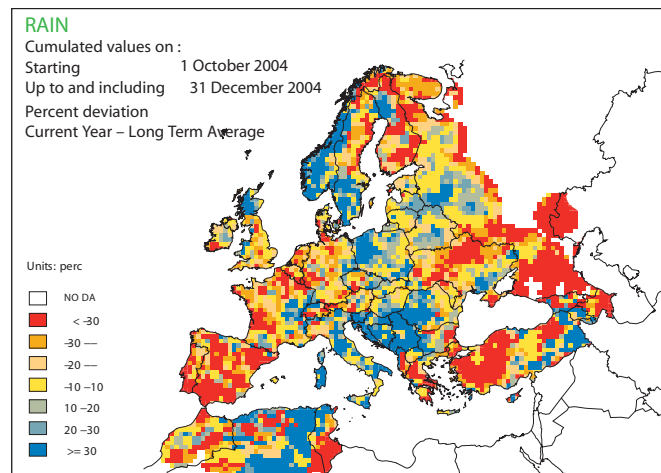 RAIN
Cumulated values on :
Starting 1 October 2004
Up to and including 31 December 2004
Percent deviation
Current Year – Long Term Average
Units: perc
NO DA
< –30
–30 ––
–20 ––
–10 –10
10 –20
20 –30
>= 30